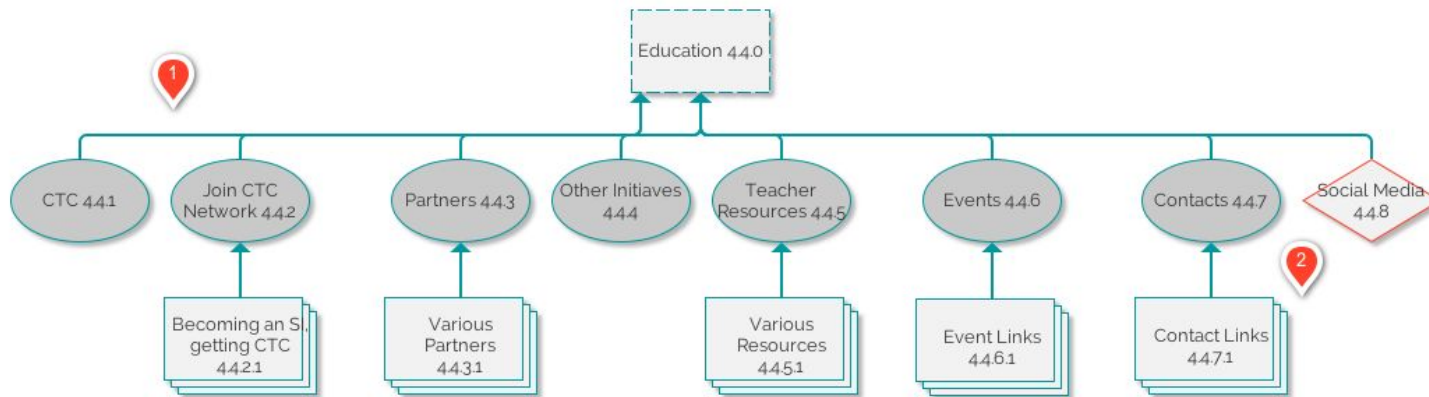 Education 4.4.0
1
CTC 4.4.1
Join CTC
Network 4.4.2
Partners 4.4.3
Other Initiaves
4.4.4
Teacher
Resources 4.4.5
Events 4.4.6
Contacts 4.4.7
Social Media
4.4.8
2
Becoming an SI,
getting CTC
4.4.2.1
Various
Partners
4.4.3.1
Various
Resources
4.4.5.1
Event Links
4.4.6.1
Contact Links
4.4.7.1